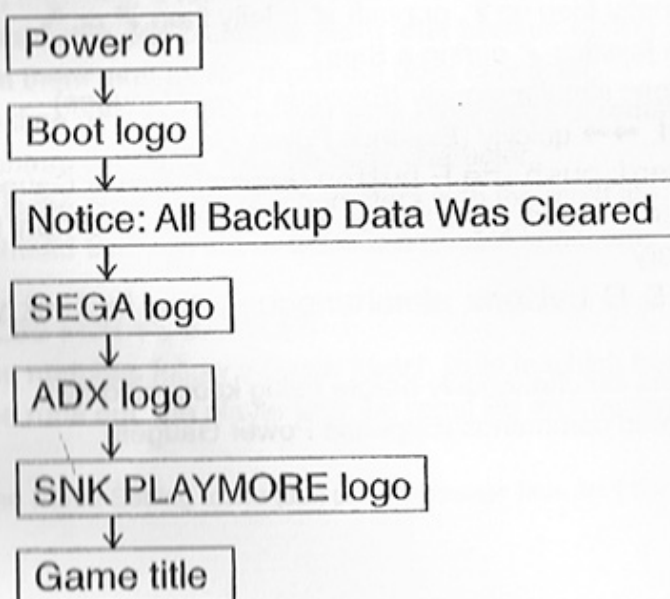 Power on
Boot logo
Notice: All Backup Data Was Cleared
SEGA logo
ADX logo
SNK PLAYMORE logo
Game title